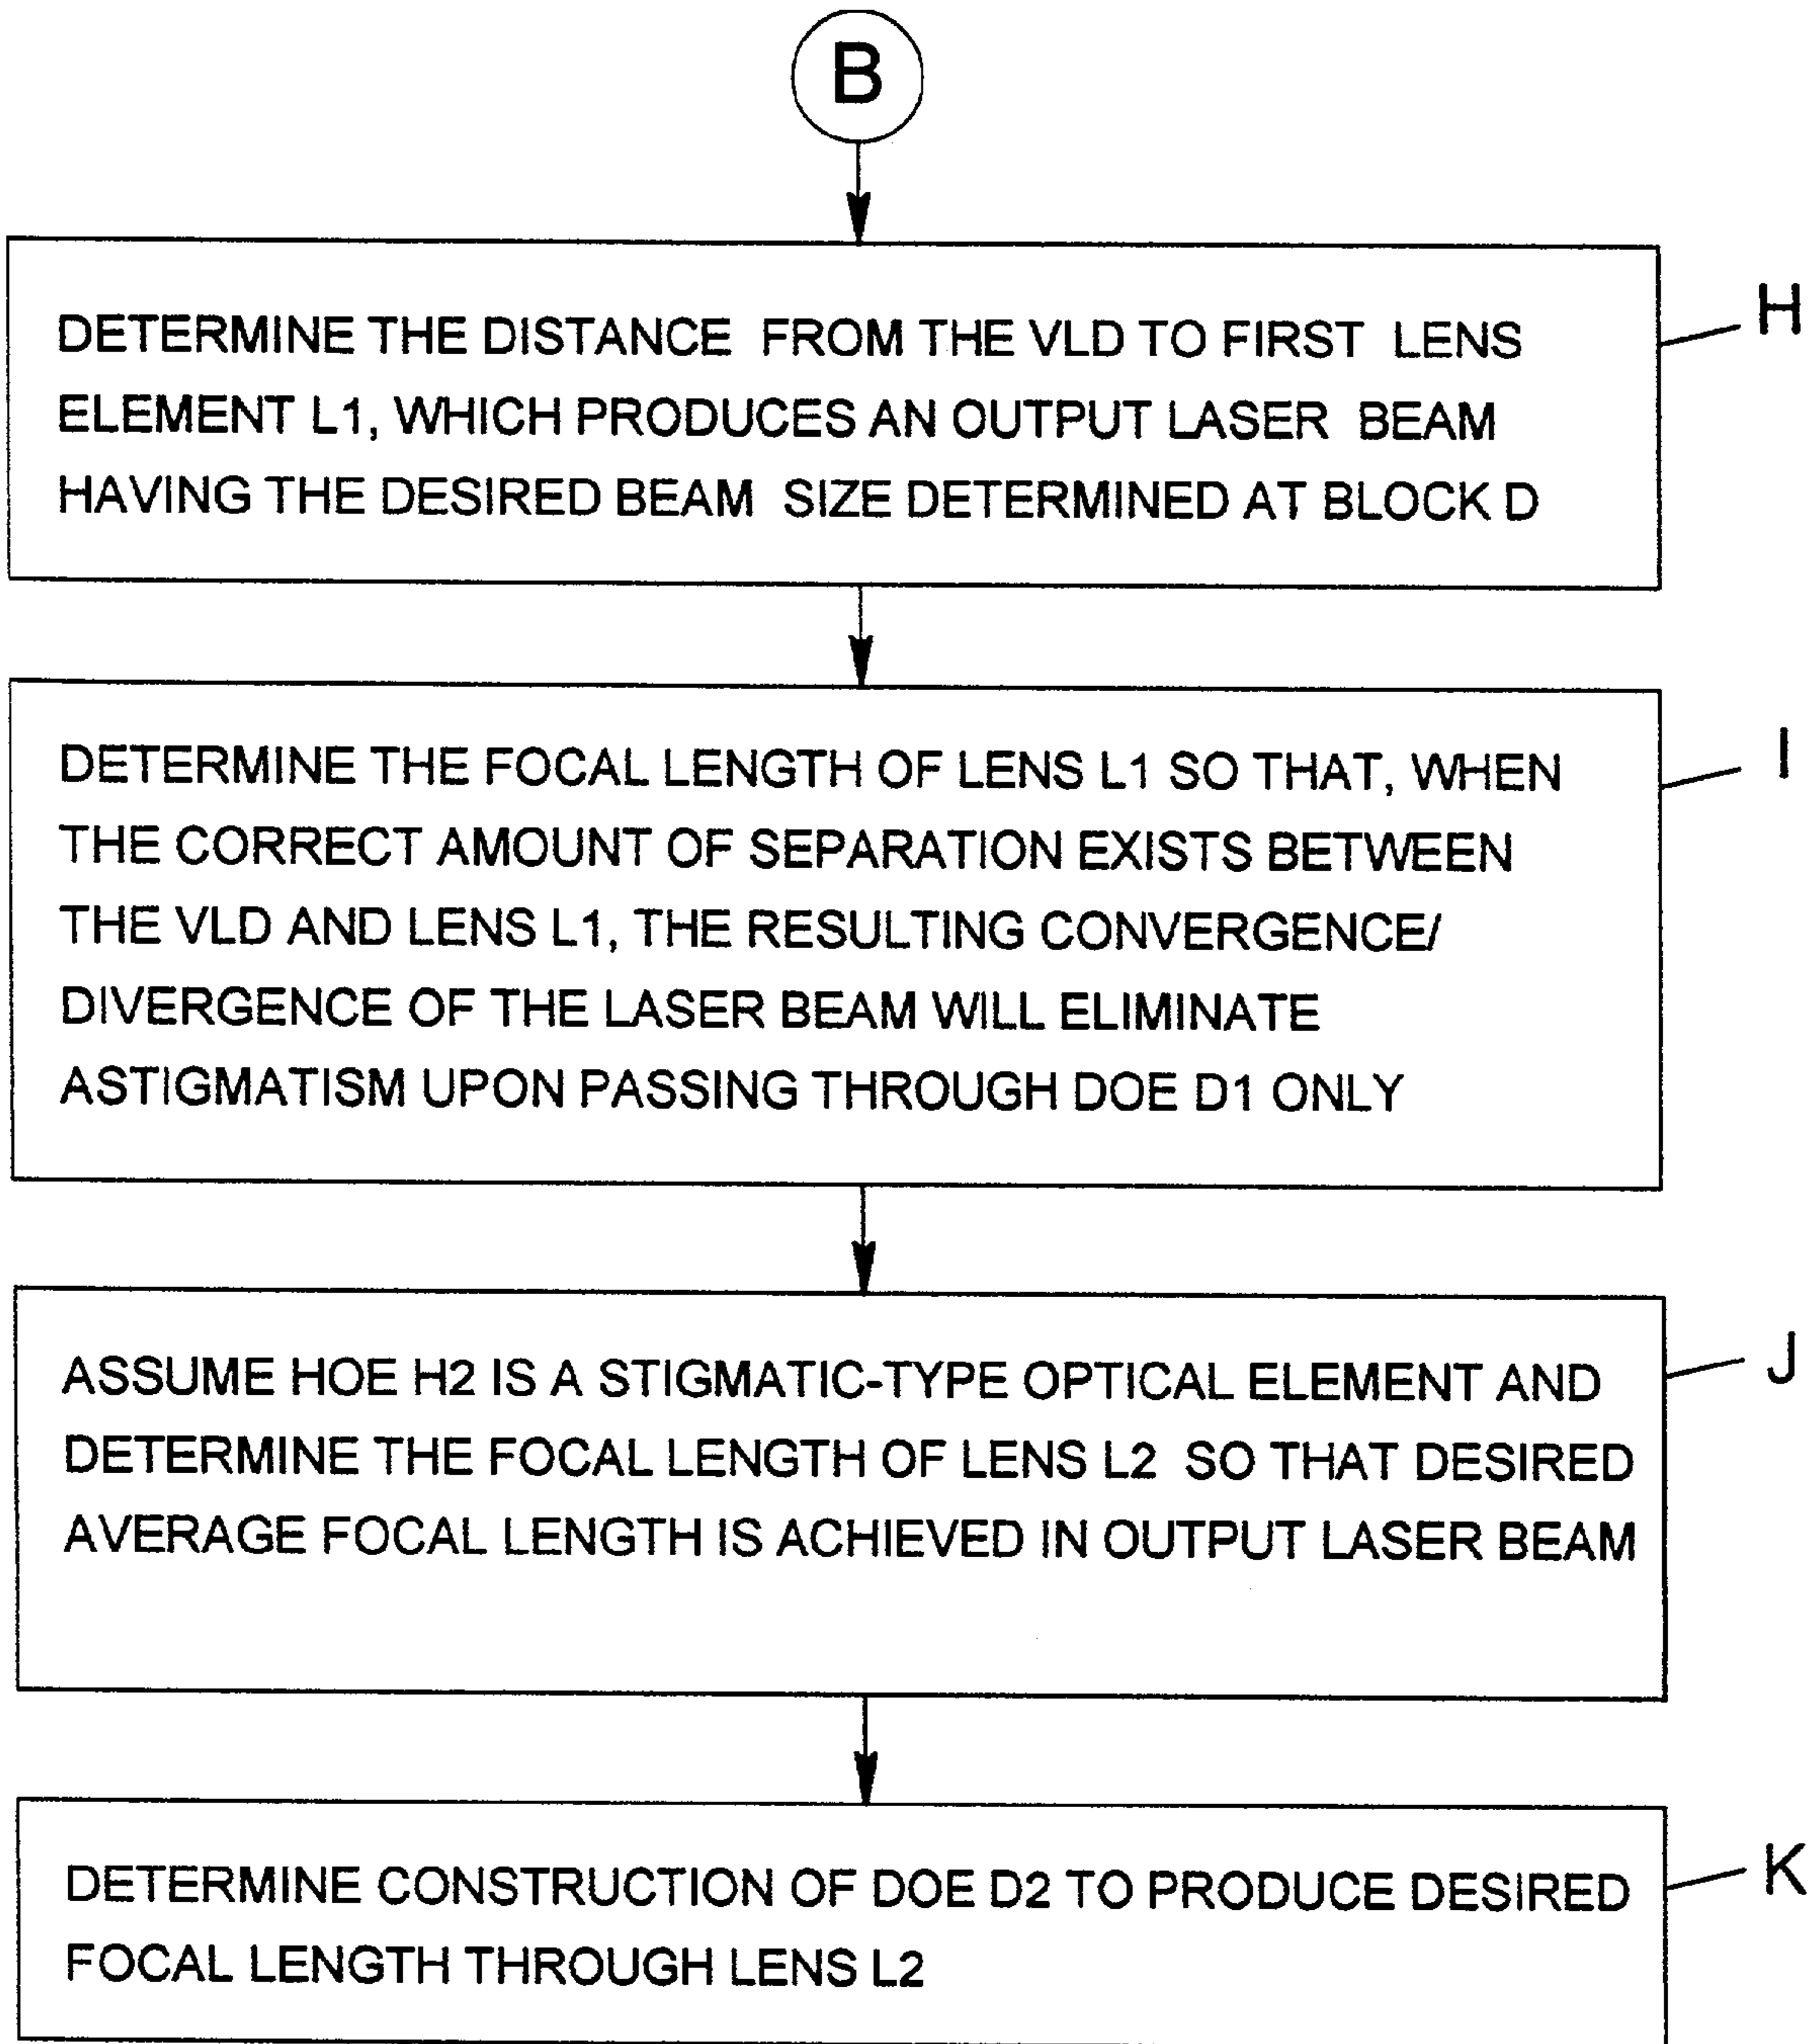 B
DETERMINE THE DISTANCE FROM THE VLD TO FIRST LENS
ELEMENT L1, WHICH PRODUCES AN OUTPUT LASER BEAM
HAVING THE DESIRED BEAM SIZE DETERMINED AT BLOCK D
H
DETERMINE THE FOCAL LENGTH OF LENS L1 SO THAT, WHEN
THE CORRECT AMOUNT OF SEPARATION EXISTS BETWEEN
THE VLD AND LENS L1, THE RESULTING CONVERGENCE/
DIVERGENCE OF THE LASER BEAM WILL ELIMINATE
ASTIGMATISM UPON PASSING THROUGH DOE D1 ONLY
I
ASSUME HOE H2 IS A STIGMATIC-TYPE OPTICAL ELEMENT AND
DETERMINE THE FOCAL LENGTH OF LENS L2 SO THAT DESIRED
AVERAGE FOCAL LENGTH IS ACHIEVED IN OUTPUT LASER BEAM
J
DETERMINE CONSTRUCTION OF DOE D2 TO PRODUCE DESIRED
FOCAL LENGTH THROUGH LENS L2
K